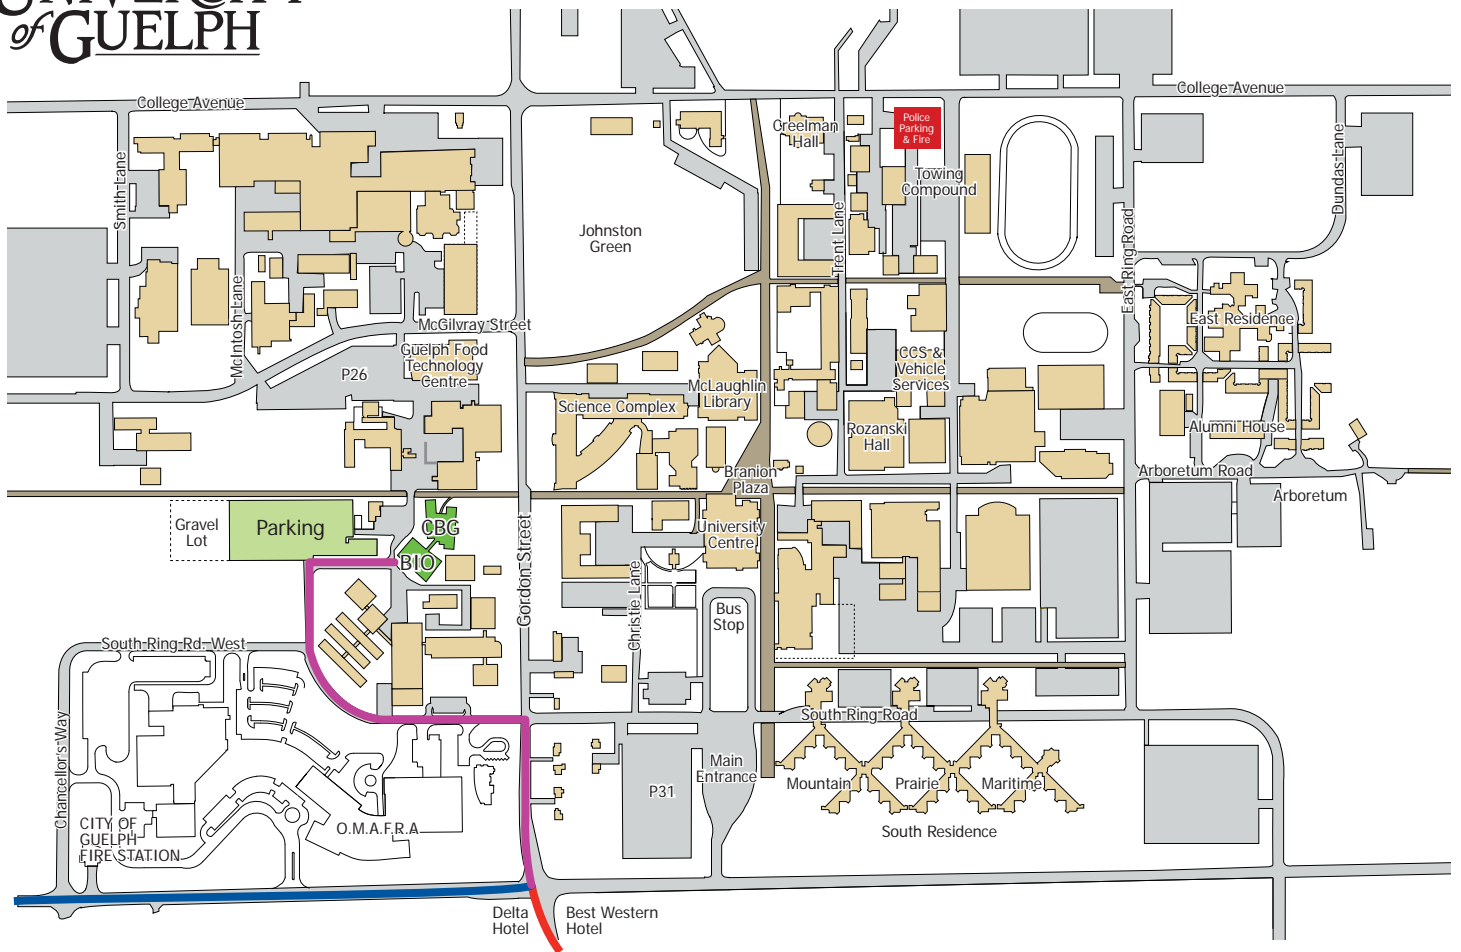 UNIVERSITY
of GUELPH
College Avenue
College Avenue
Smith Lane
Creelman
Hall
Police
Parking
& Fire
Towing
Compound
Dundas Lane
Johnston
Green
Trent Lane
East Ring Road
McIntosh Lane
McGilvray Street
East Residence
Guelph Food
Technology
Centre
P26
CCS &
Vehicle
Services
McLaughlin
Library
Science Complex
Rozanski
Hall
Alumni House
Branion
Plaza
Arboretum Road
Arboretum
Gravel
Lot
Parking
CBG
BIO
Gordon Street
University
Centre
Christie Lane
Bus
Stop
South Ring Rd. West
Chancellor's Way
South Ring Road
Main
Entrance
Mountain
Prairie
Maritime
P31
South Residence
O.M.A.F.R.A
CITY OF
GUELPH
FIRE STATION
Delta
Hotel
Best Western
Hotel